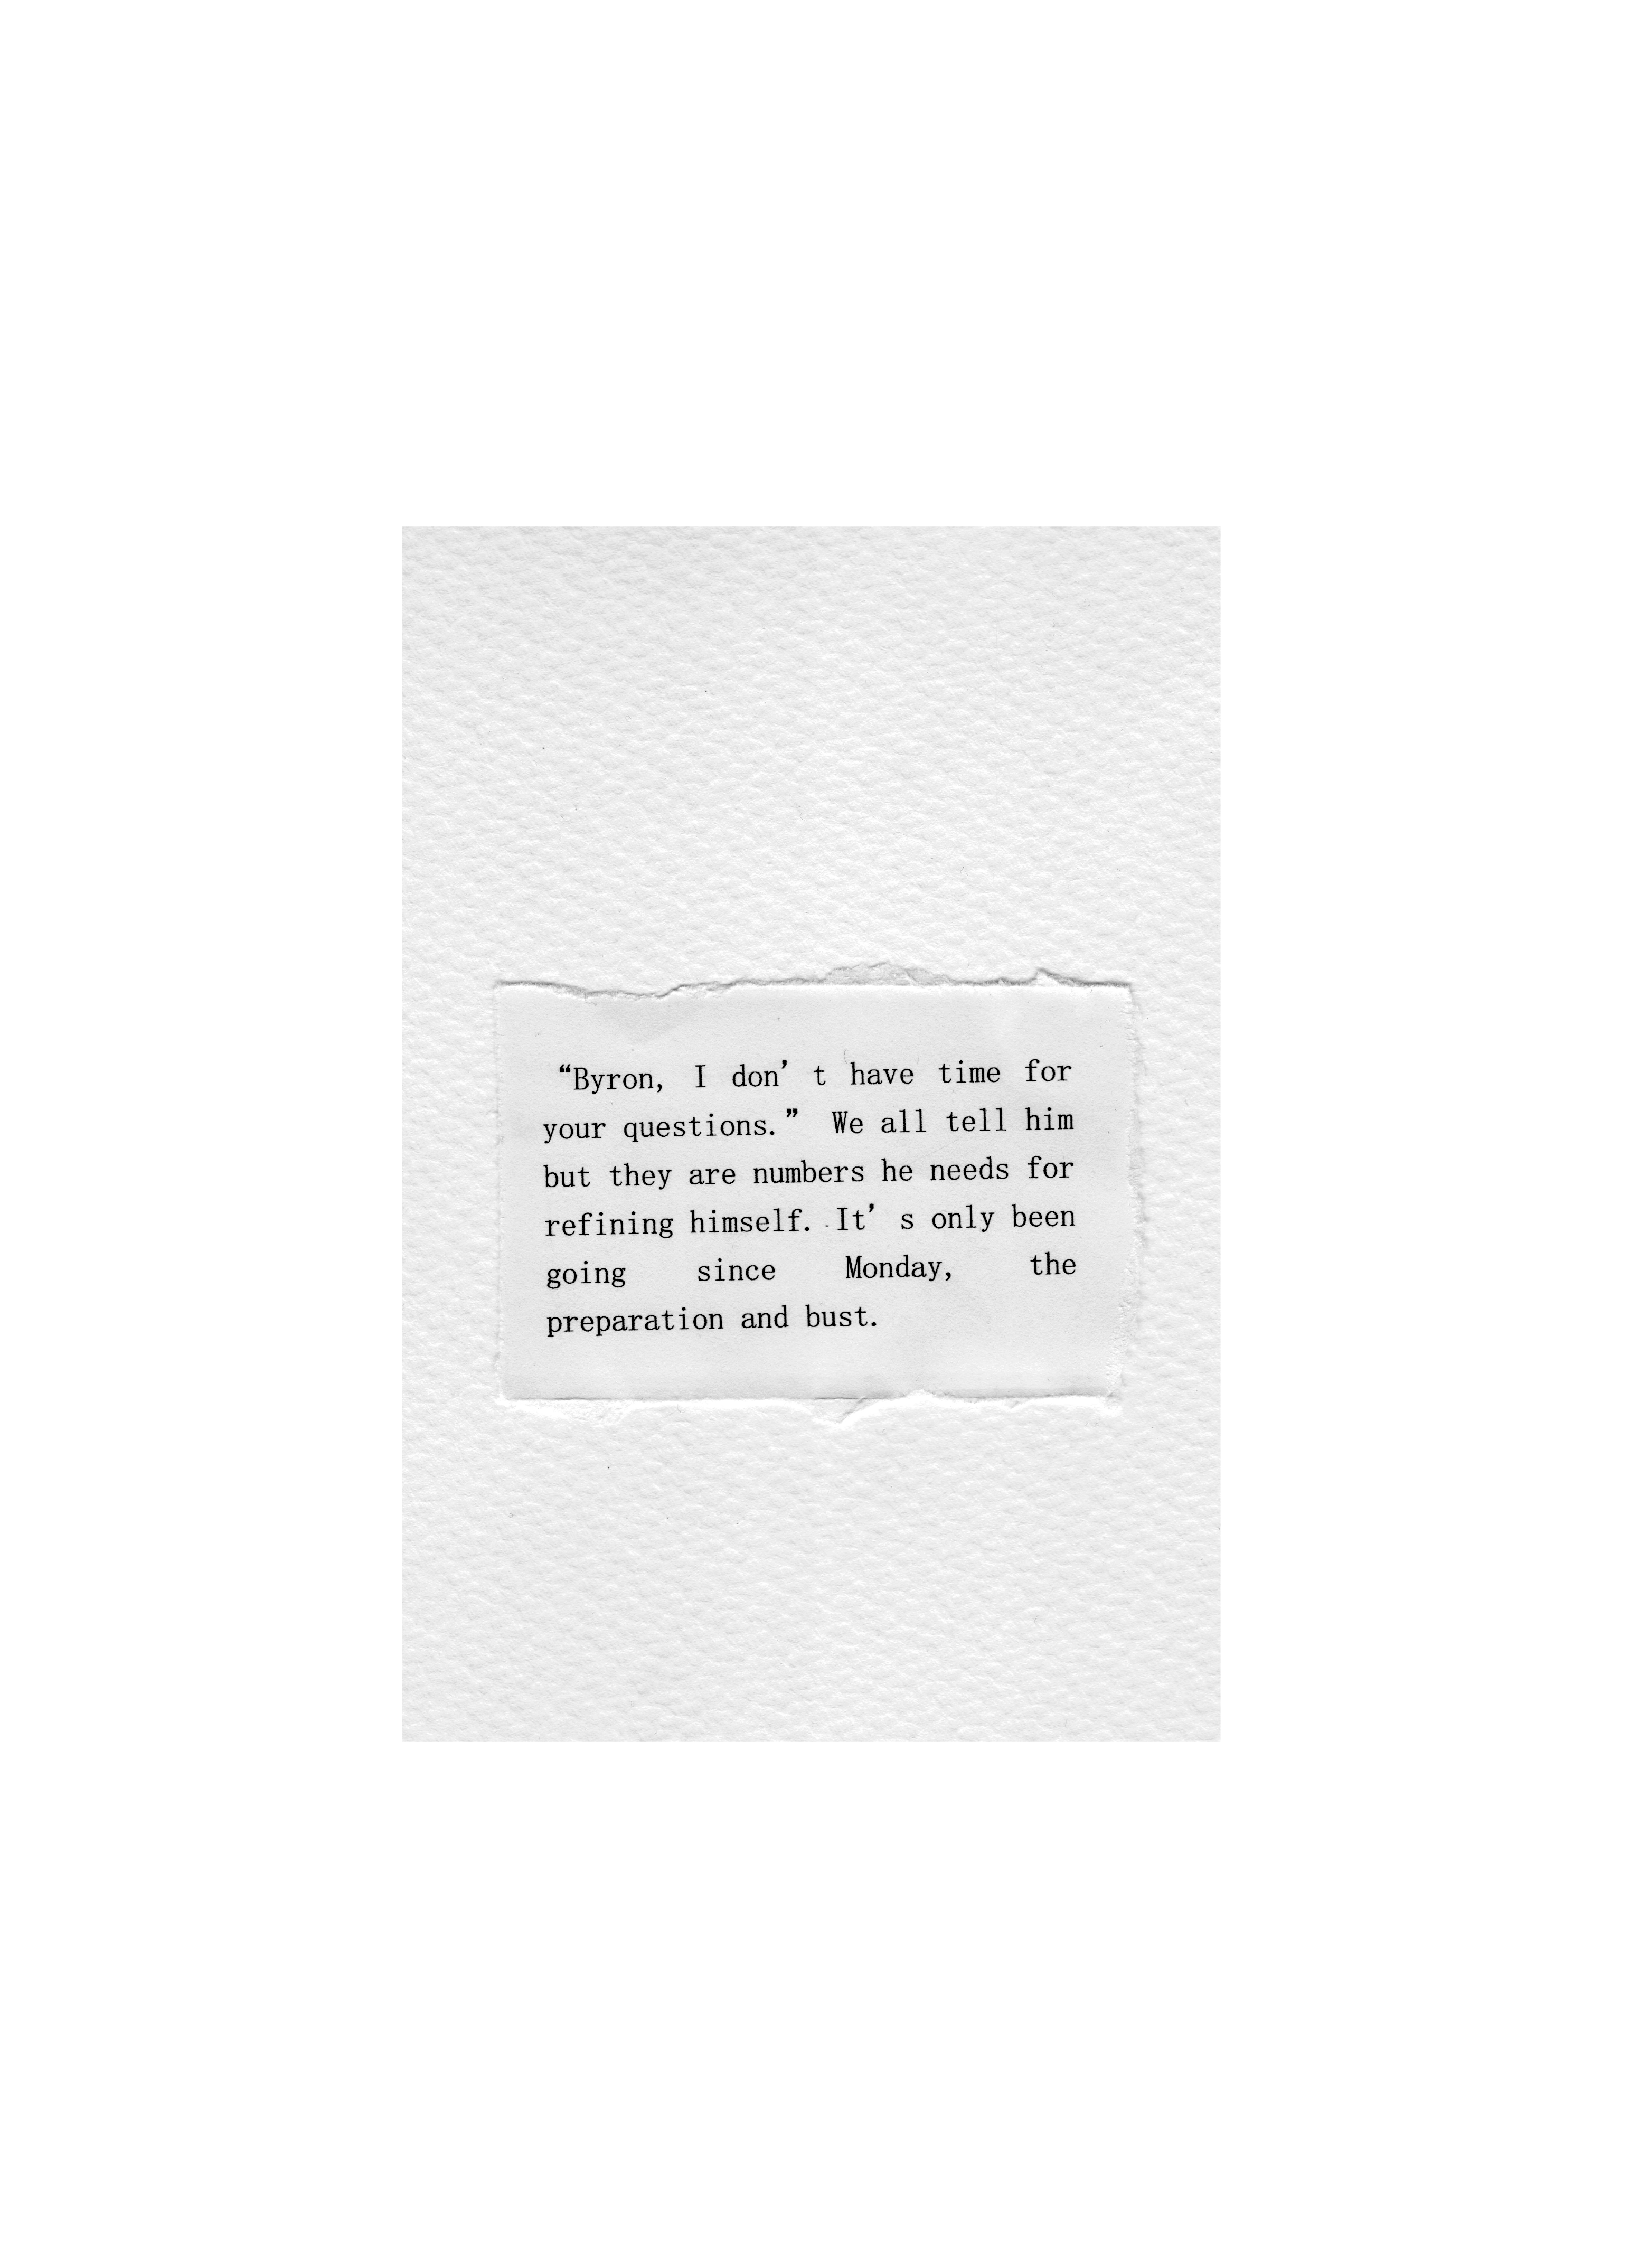 “Byron, I don’t have time for
your questions.” We all tell him
but they are numbers he needs for
refining himself. It’s only been
going since Monday, the
preparation and bust.